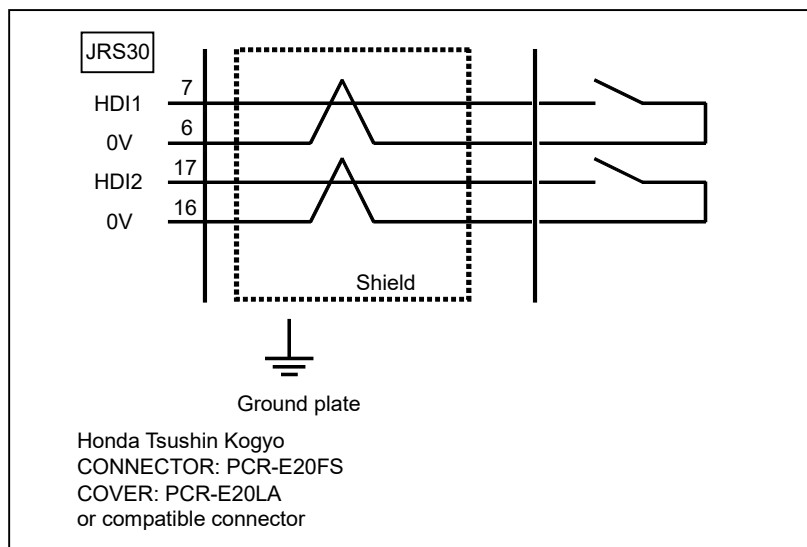 JRS30
HDI1 7
0V 6
HDI2 17
0V 16
Shield
Ground plate
Honda Tsushin Kogyo
CONNECTOR: PCR-E20FS
COVER: PCR-E20LA
or compatible connector